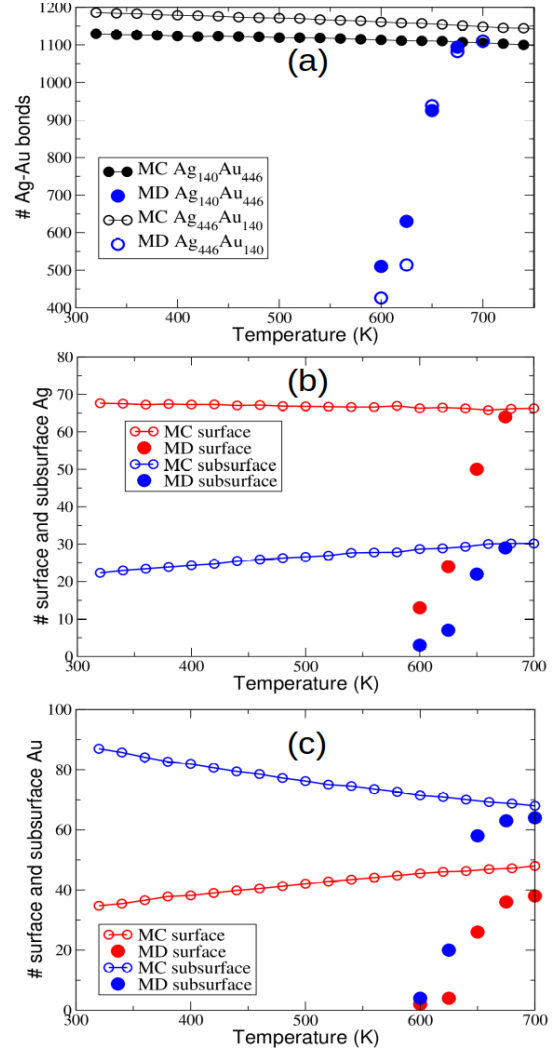 1200
1100
1000
900
800
700
600
500
400
# Ag-Au bonds
(a)
MC Ag140Au446
MD Ag140Au446
MC Ag446Au140
MD Ag446Au140
300 400 500 600 700
Temperature (K)
80
70
60
50
40
30
20
10
0
# surface and subsurface Ag
(b)
MC surface
MD surface
MC subsurface
MD subsurface
300 400 500 600 700
Temperature (K)
100
80
60
40
20
0
# surface and subsurface Au
(c)
MC surface
MD surface
MC subsurface
MD subsurface
300 400 500 600 700
Temperature (K)